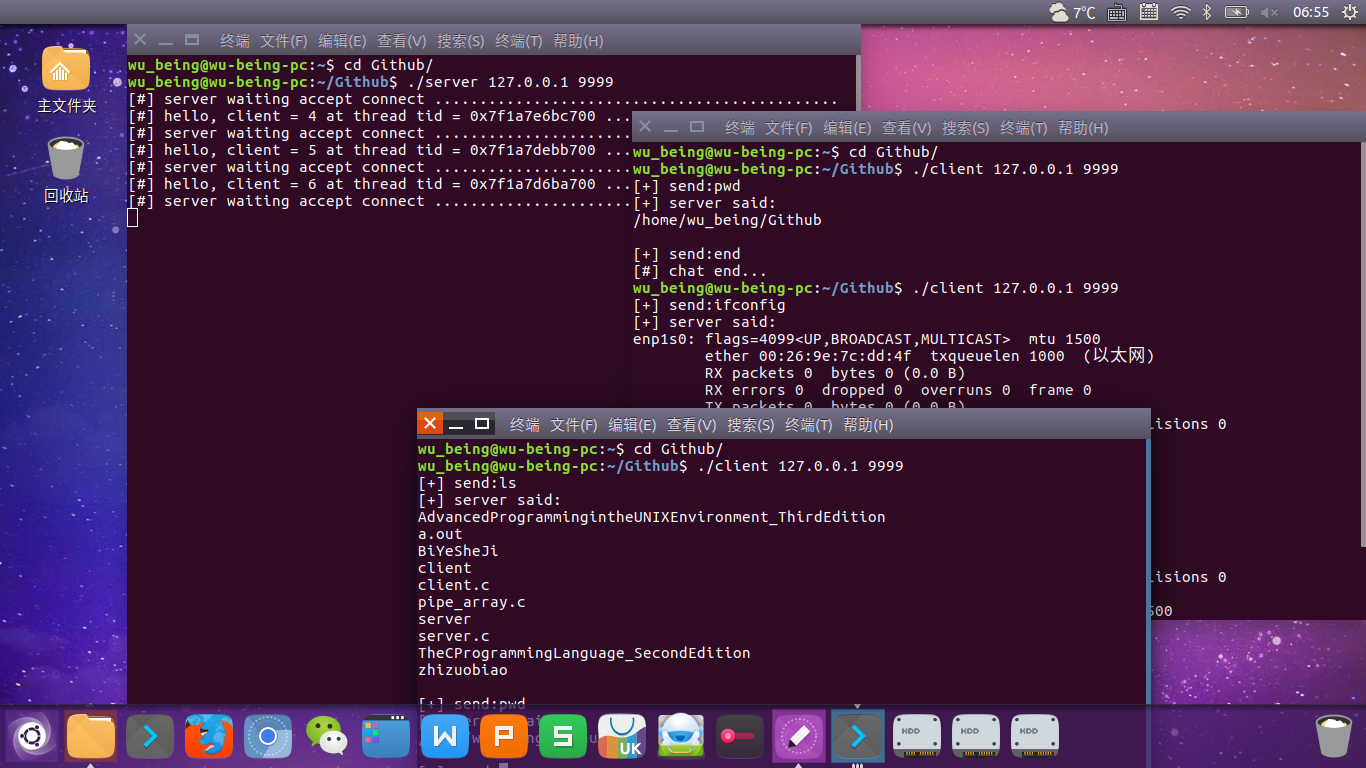 7℃ 06:55
主文件夹
回收站
终端 文件(F) 编辑(E) 查看(V) 搜索(S) 终端(T) 帮助(H)
wu_being@wu-being-pc:~$ cd Github/
wu_being@wu-being-pc:~/Github$ ./server 127.0.0.1 9999
[#] server waiting accept connect .............................................
[#] hello, client = 4 at thread tid = 0x7f1a7e6bc700 ...
[#] server waiting accept connect ......................
[#] hello, client = 5 at thread tid = 0x7f1a7debb700 ...
[#] server waiting accept connect ......................
[#] hello, client = 6 at thread tid = 0x7f1a7d6ba700 ...
[#] server waiting accept connect ......................
终端 文件(F) 编辑(E) 查看(V) 搜索(S) 终端(T) 帮助(H)
wu_being@wu-being-pc:~$ cd Github/
wu_being@wu-being-pc:~/Github$ ./client 127.0.0.1 9999
[+] send:pwd
[+] server said:
/home/wu_being/Github
[+] send:end
[#] chat end...
wu_being@wu-being-pc:~/Github$ ./client 127.0.0.1 9999
[+] send:ifconfig
[+] server said:
enp1s0: flags=4099<UP,BROADCAST,MULTICAST>  mtu 1500
ether 00:26:9e:7c:dd:4f  txqueuelen 1000  (以太网)
RX packets 0  bytes 0 (0.0 B)
RX errors 0  dropped 0  overruns 0  frame 0
TX packets 0  bytes 0 (0.0 B)
lisions 0
lisions 0
500
终端 文件(F) 编辑(E) 查看(V) 搜索(S) 终端(T) 帮助(H)
wu_being@wu-being-pc:~$ cd Github/
wu_being@wu-being-pc:~/Github$ ./client 127.0.0.1 9999
[+] send:ls
[+] server said:
AdvancedProgrammingintheUNIXEnvironment_ThirdEdition
a.out
BiYeSheJi
client
client.c
pipe_array.c
server
server.c
TheCProgrammingLanguage_SecondEdition
zhizuobiao
[+] send:pwd
W P S UK HDD HDD HDD